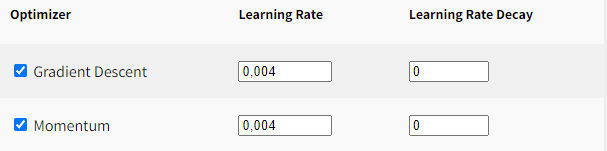 Optimizer Learning Rate Learning Rate Decay
Gradient Descent 0,004 0
Momentum 0,004 0